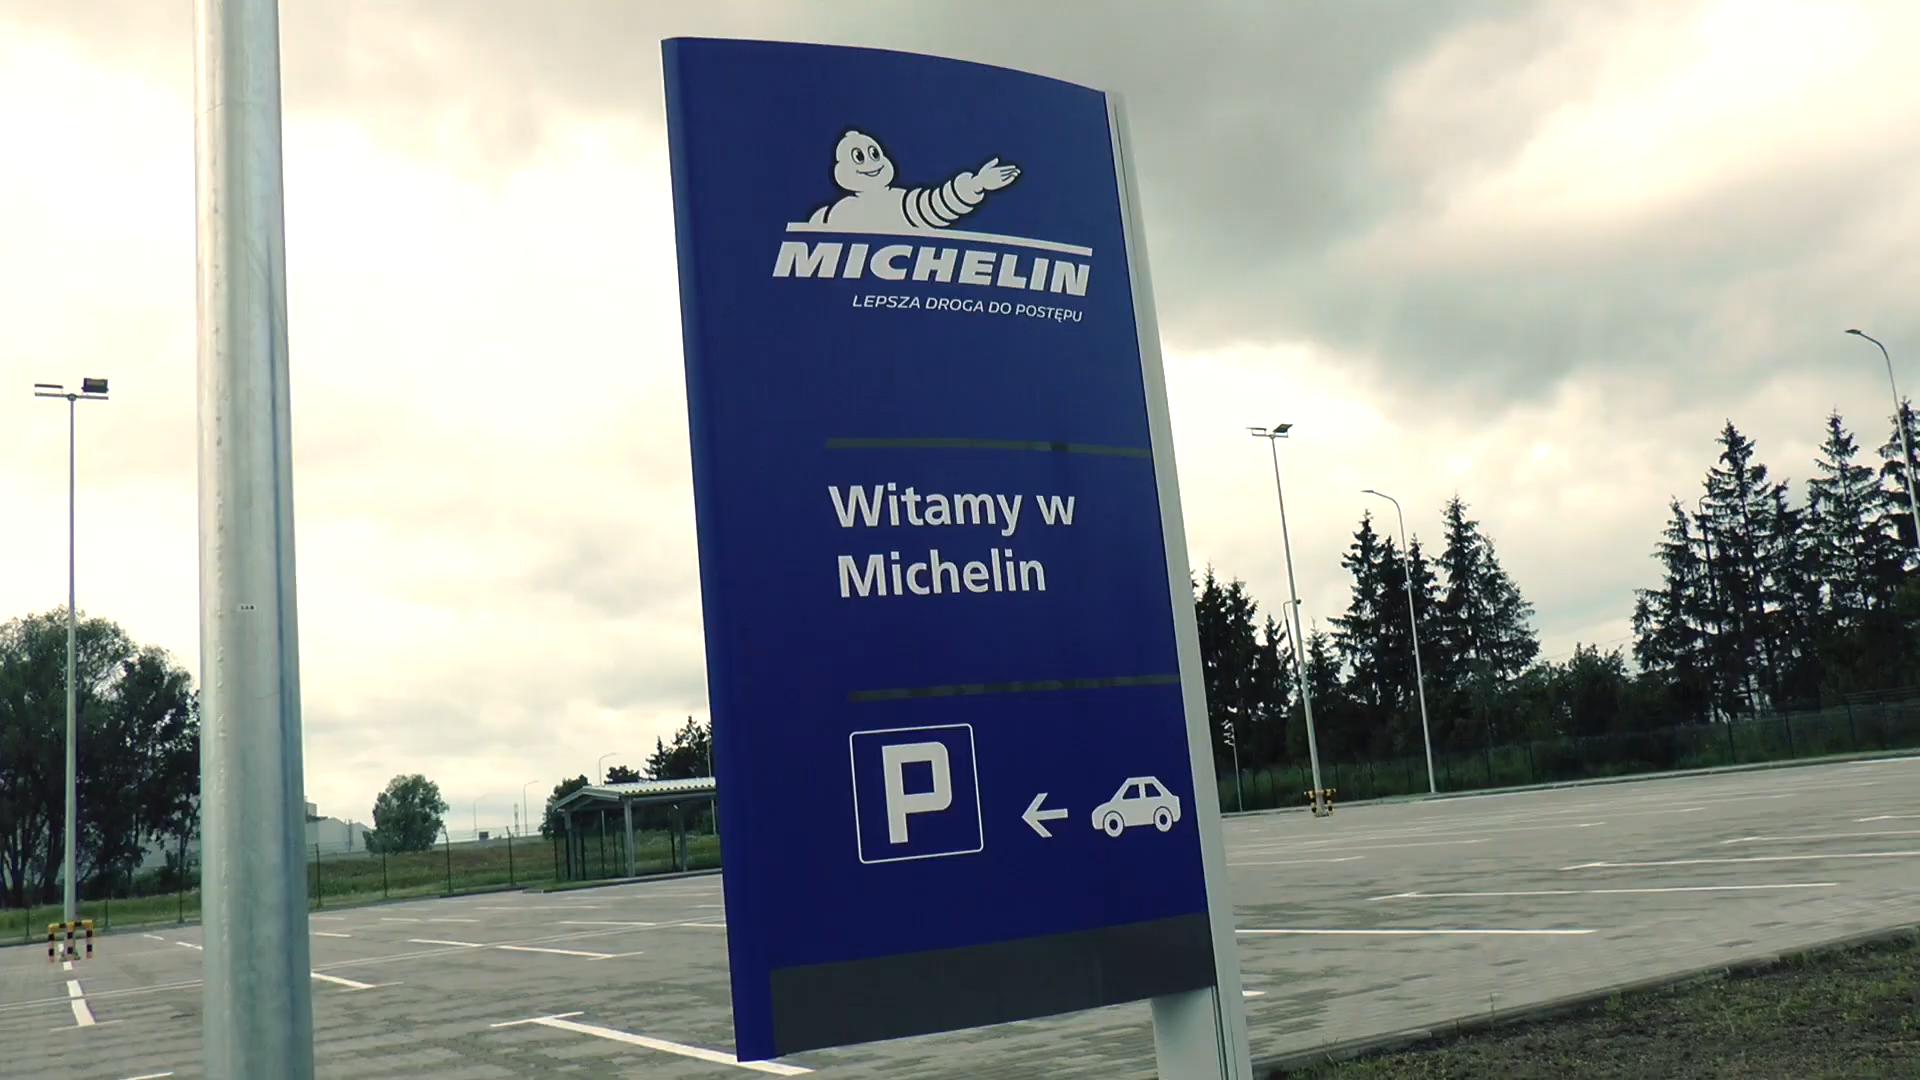 MICHELIN
LEPSZA DROGA DO POSTĘPU
Witamy w
Michelin
P